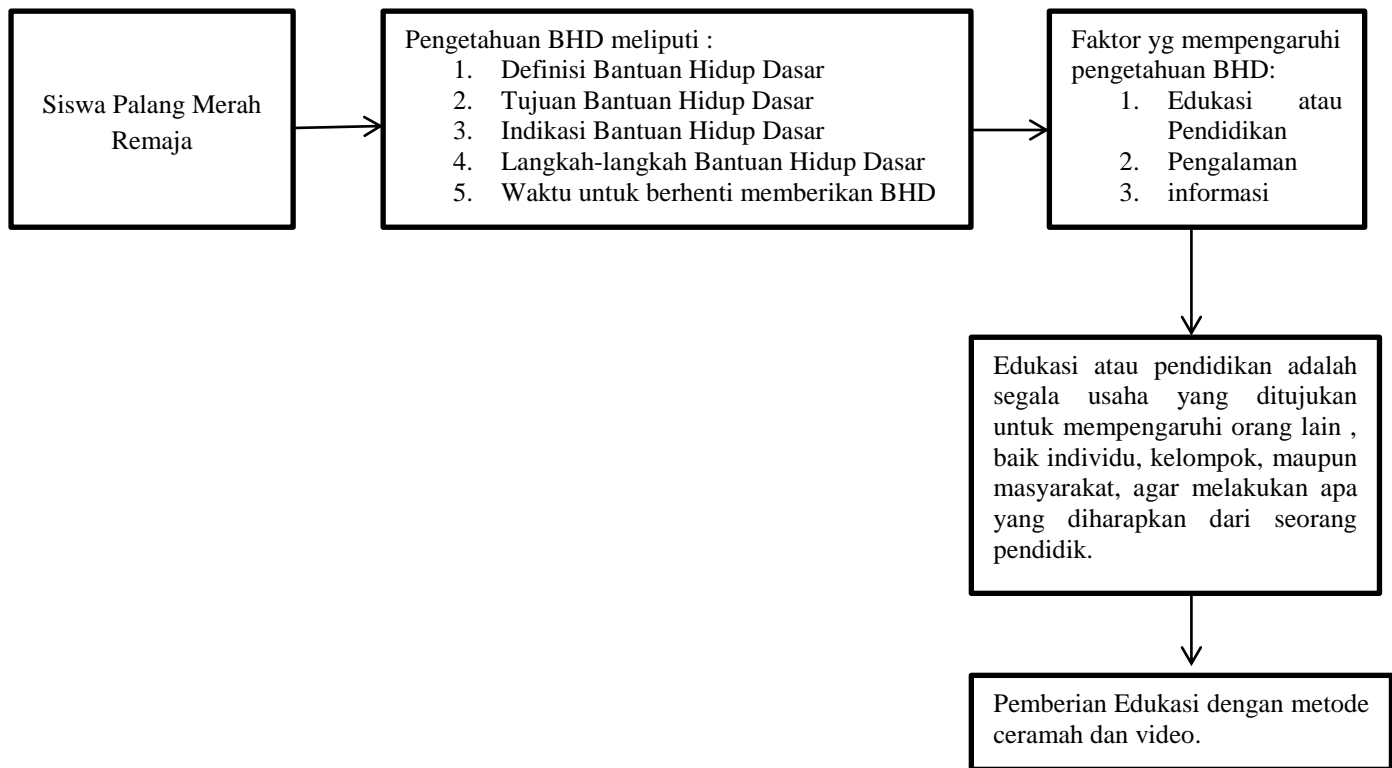 Siswa Palang Merah
Remaja
Pengetahuan BHD meliputi :
1. Definisi Bantuan Hidup Dasar
2. Tujuan Bantuan Hidup Dasar
3. Indikasi Bantuan Hidup Dasar
4. Langkah-langkah Bantuan Hidup Dasar
5. Waktu untuk berhenti memberikan BHD
Faktor yg mempengaruhi
pengetahuan BHD:
1. Edukasi atau
Pendidikan
2. Pengalaman
3. informasi
Edukasi atau pendidikan adalah
segala usaha yang ditujukan
untuk mempengaruhi orang lain ,
baik individu, kelompok, maupun
masyarakat, agar melakukan apa
yang diharapkan dari seorang
pendidik.
Pemberian Edukasi dengan metode
ceramah dan video.